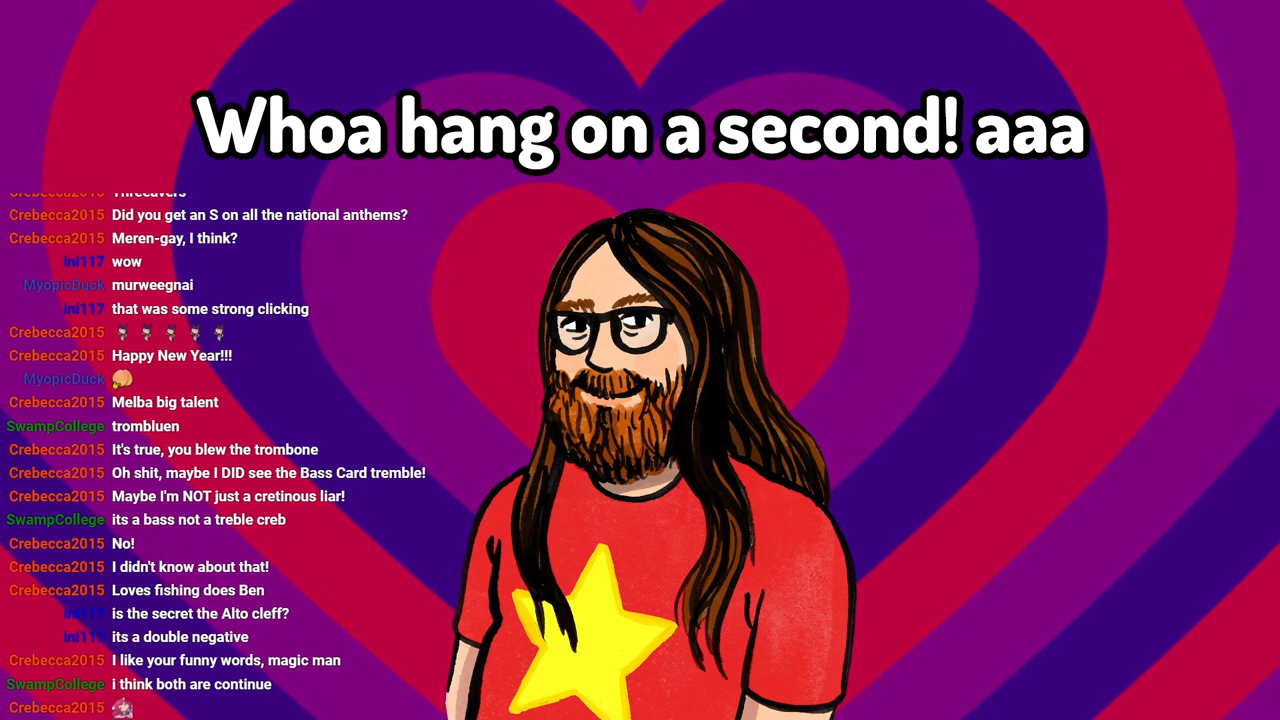 Whoa hang on a second! aaa
Crebecca2015 Threeavers
Crebecca2015 Did you get an S on all the national anthems?
Crebecca2015 Meren-gay, I think?
Ini117 wow
MyopicDuck murweegnai
Ini117 that was some strong clicking
Crebecca2015
Crebecca2015 Happy New Year!!!
MyopicDuck
Crebecca2015 Melba big talent
SwampCollege trombluen
Crebecca2015 It's true, you blew the trombone
Crebecca2015 Oh shit, maybe I DID see the Bass Card tremble!
Crebecca2015 Maybe I'm NOT just a cretinous liar!
SwampCollege its a bass not a treble creb
Crebecca2015 No!
Crebecca2015 I didn't know about that!
Crebecca2015 Loves fishing does Ben
Ini117 is the secret the Alto cleff?
Ini117 its a double negative
Crebecca2015 I like your funny words, magic man
SwampCollege i think both are continue
Crebecca2015